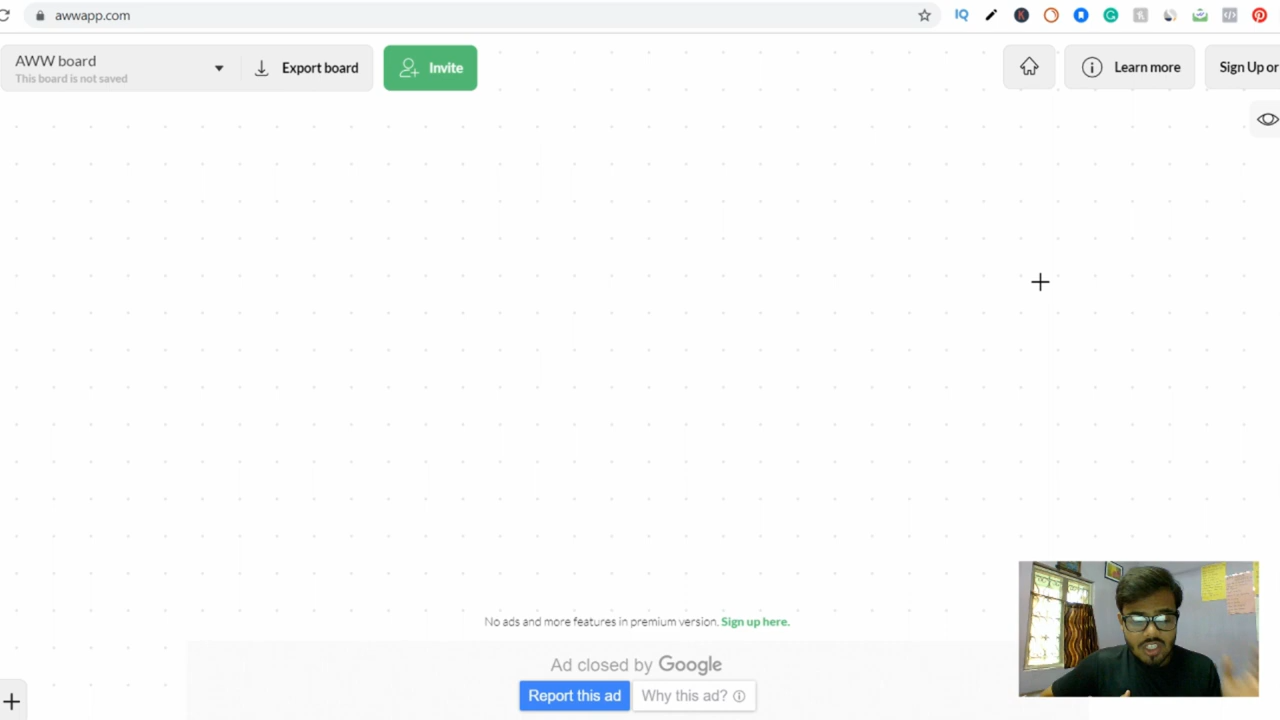 awwapp.com
IQ
AWW board
This board is not saved
Export board
Invite
Learn more
Sign Up or
No ads and more features in premium version. Sign up here.
Ad closed by Google
Report this ad
Why this ad?